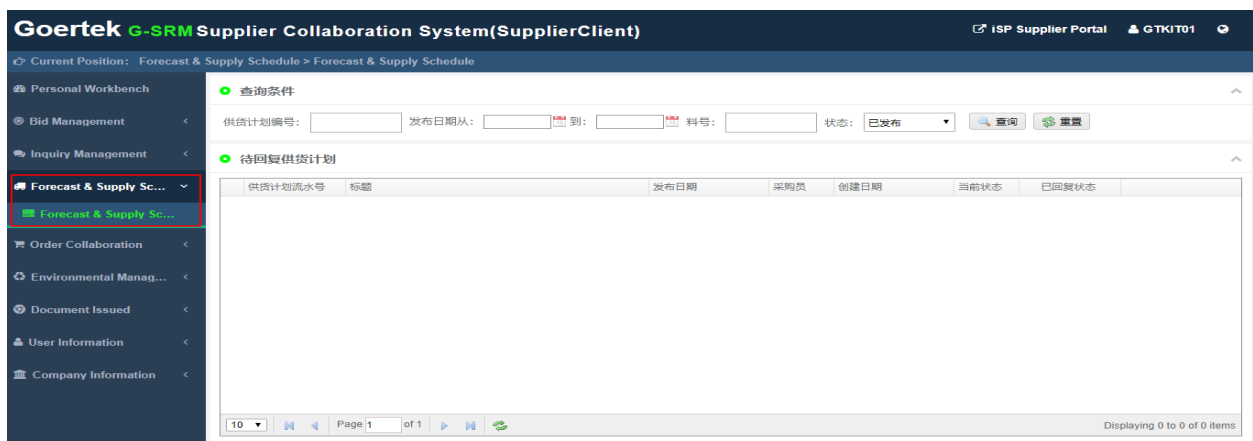 Goertek G-SRM Supplier Collaboration System(SupplierClient) iSP Supplier Portal GTKIT01
Current Position: Forecast & Supply Schedule > Forecast & Supply Schedule
Personal Workbench
Bid Management
Inquiry Management
Forecast & Supply Sc...
Forecast & Supply Sc...
Order Collaboration
Environmental Manag...
Document Issued
User Information
Company Information
查询条件
供货计划编号: 发布日期从: 到: 料号: 状态: 已发布 查询 重置
待回复供货计划
供货计划流水号 标题 发布日期 采购员 创建日期 当前状态 已回复状态
10 Page 1 of 1 Displaying 0 to 0 of 0 items